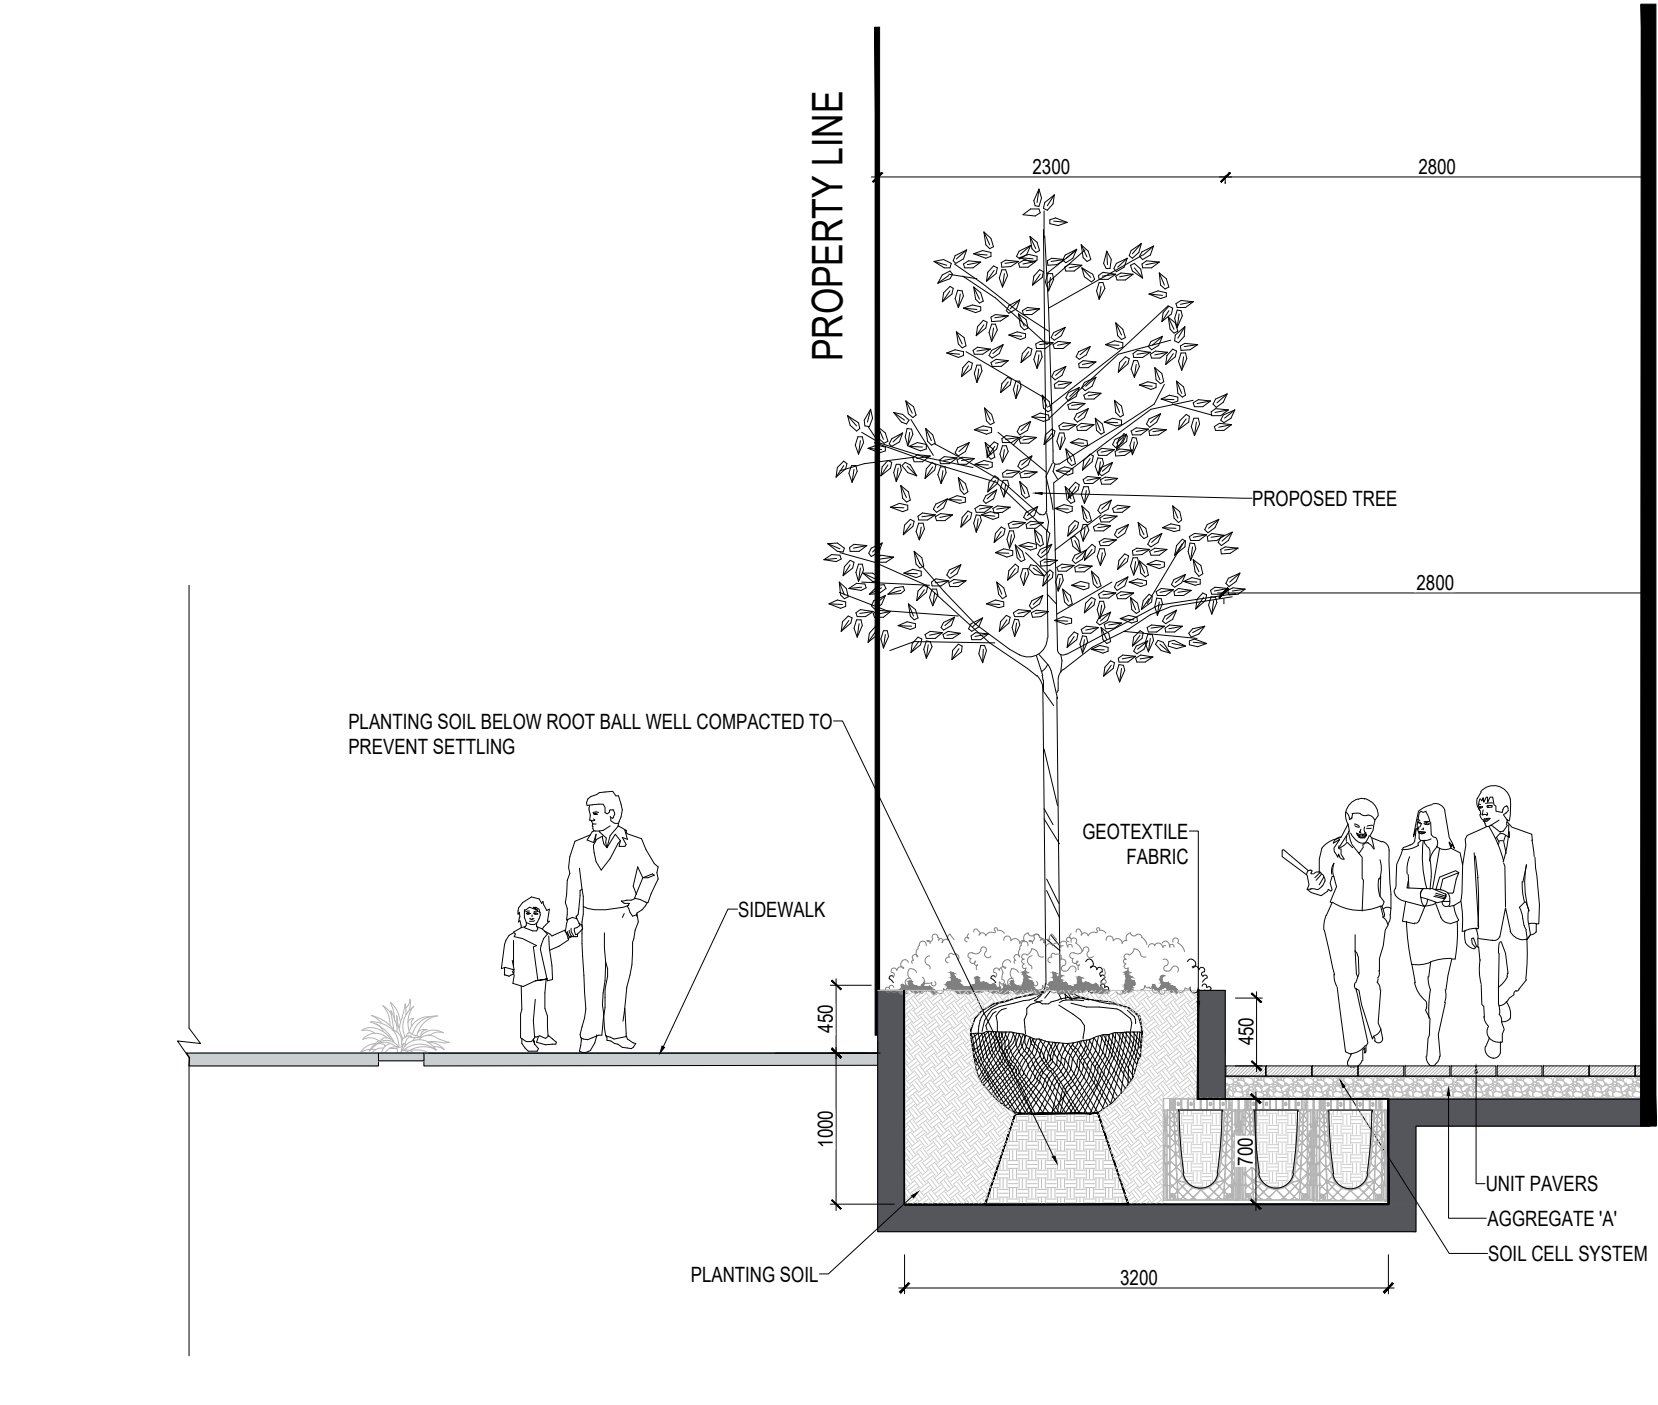 PROPERTY LINE
2300
2800
PROPOSED TREE
2800
PLANTING SOIL BELOW ROOT BALL WELL COMPACTED TO
PREVENT SETTLING
GEOTEXTILE
FABRIC
SIDEWALK
450
450
1000
700
UNIT PAVERS
AGGREGATE 'A'
SOIL CELL SYSTEM
PLANTING SOIL
3200